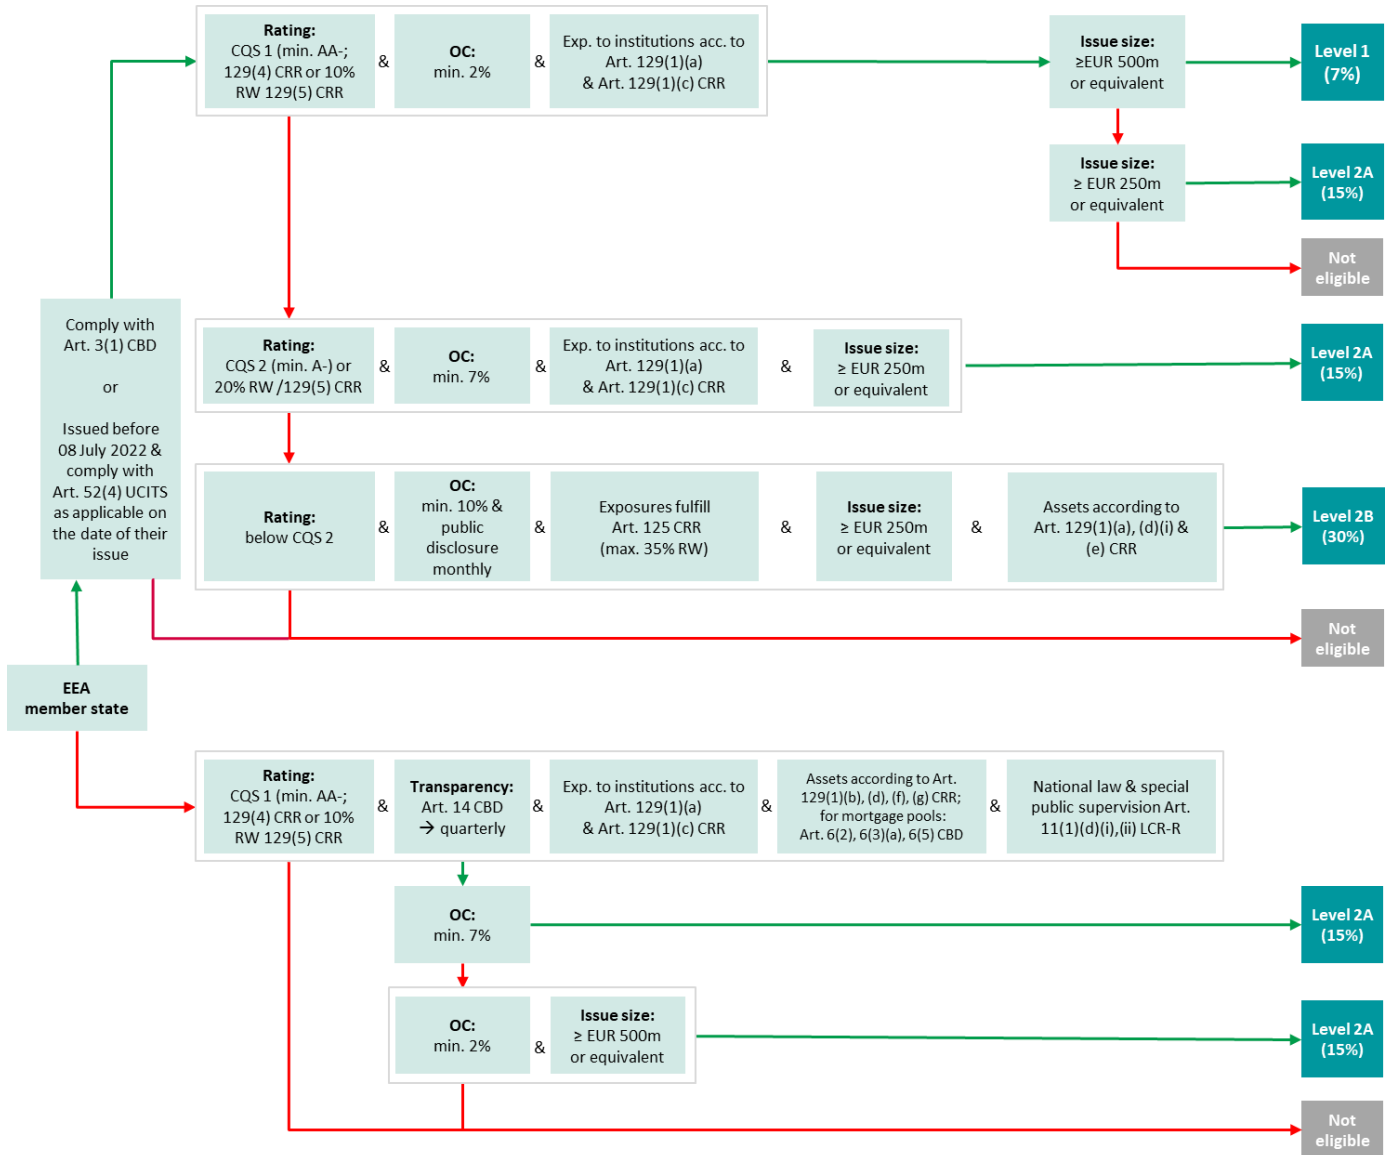 Rating:
CQS 1 (min. AA-;
129(4) CRR or 10%
RW 129(5) CRR
&
OC:
min. 2%
&
Exp. to institutions acc. to
Art. 129(1)(a)
& Art. 129(1)(c) CRR
Issue size:
≥EUR 500m
or equivalent
Level 1
(7%)
Issue size:
≥ EUR 250m
or equivalent
Level 2A
(15%)
Not
eligible
Comply with
Art. 3(1) CBD
or
Issued before
08 July 2022 &
comply with
Art. 52(4) UCITS
as applicable on
the date of their
issue
Rating:
CQS 2 (min. A-) or
20% RW /129(5) CRR
&
OC:
min. 7%
&
Exp. to institutions acc. to
Art. 129(1)(a)
& Art. 129(1)(c) CRR
&
Issue size:
≥ EUR 250m
or equivalent
Level 2A
(15%)
Rating:
below CQS 2
&
OC:
min. 10% &
public
disclosure
monthly
&
Exposures fulfill
Art. 125 CRR
(max. 35% RW)
&
Issue size:
≥ EUR 250m
or equivalent
&
Assets according to
Art. 129(1)(a), (d)(i) &
(e) CRR
Level 2B
(30%)
Not
eligible
EEA
member state
Rating:
CQS 1 (min. AA-;
129(4) CRR or 10%
RW 129(5) CRR
&
Transparency:
Art. 14 CBD
→ quarterly
&
Exp. to institutions acc. to
Art. 129(1)(a)
& Art. 129(1)(c) CRR
&
Assets according to Art.
129(1)(b), (d), (f), (g) CRR;
for mortgage pools:
Art. 6(2), 6(3)(a), 6(5) CBD
&
National law & special
public supervision Art.
11(1)(d)(i),(ii) LCR-R
OC:
min. 7%
Level 2A
(15%)
OC:
min. 2%
&
Issue size:
≥ EUR 500m
or equivalent
Level 2A
(15%)
Not
eligible